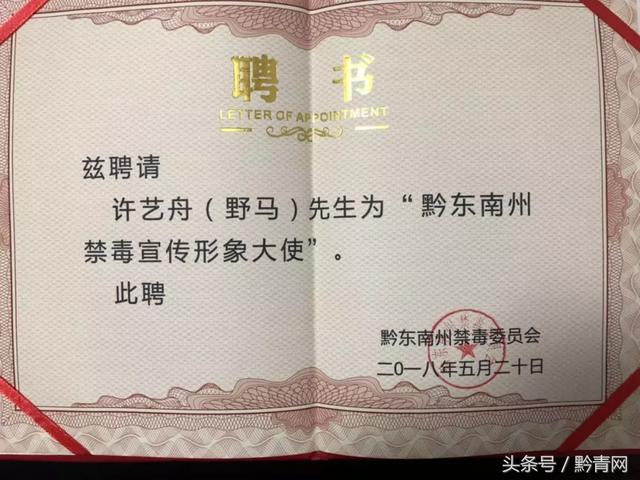 聘书
LETTER OF APPOINTMENT
兹聘请
许艺舟（野马）先生为“黔东南州
禁毒宣传形象大使”。
此聘
黔东南州禁毒委员会
二〇一八年五月二十日
头条号／黔青网